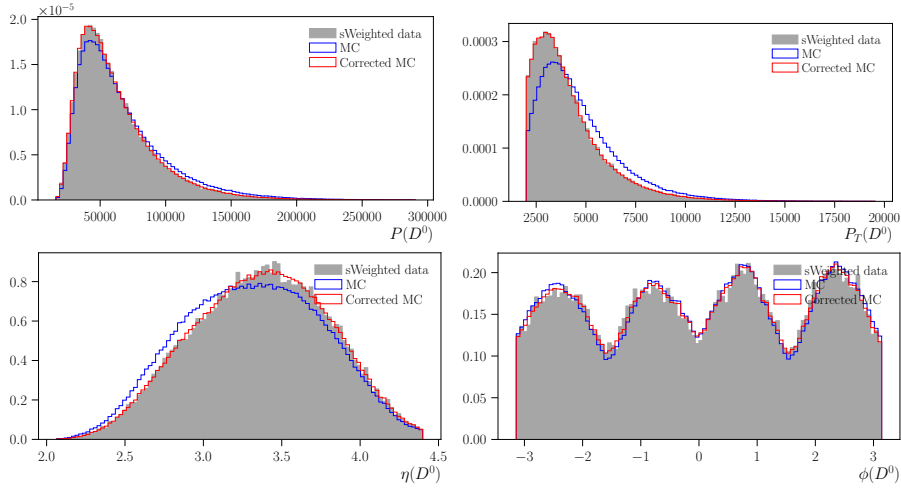 2.0 ×10⁻⁵
1.5
1.0
0.5
0.0
sWeighted data
MC
Corrected MC
50000 100000 150000 200000 250000 300000
P(D⁰)
0.0003
0.0002
0.0001
0.0000
sWeighted data
MC
Corrected MC
2500 5000 7500 10000 12500 15000 17500 20000
P_T(D⁰)
0.8
0.6
0.4
0.2
0.0
sWeighted data
MC
Corrected MC
2.0 2.5 3.0 3.5 4.0 4.5
η(D⁰)
0.20
0.15
0.10
0.05
0.00
sWeighted data
MC
Corrected MC
−3 −2 −1 0 1 2 3
ϕ(D⁰)